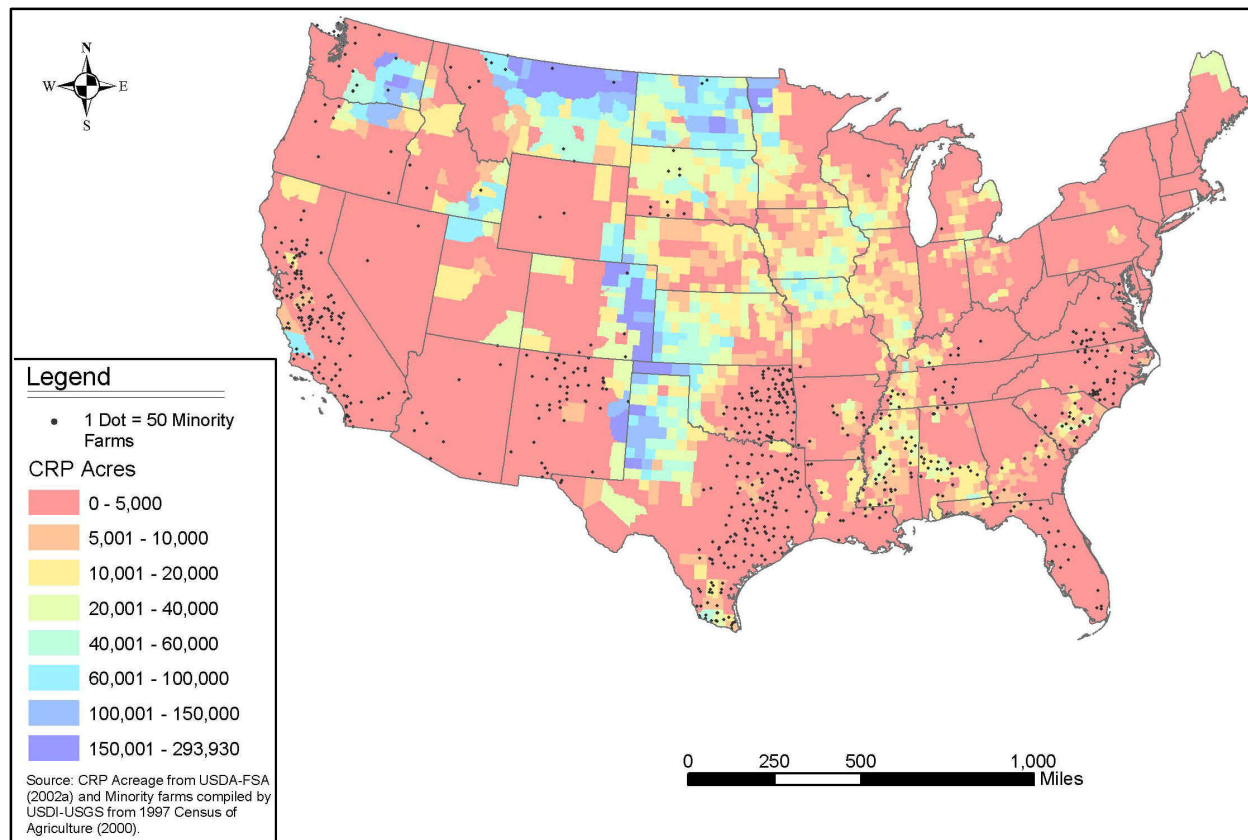 N
W E
S
Legend
1 Dot = 50 Minority
Farms
CRP Acres
0 - 5,000
5,001 - 10,000
10,001 - 20,000
20,001 - 40,000
40,001 - 60,000
60,001 - 100,000
100,001 - 150,000
150,001 - 293,930
Source: CRP Acreage from USDA-FSA
(2002a) and Minority farms compiled by
USDI-USGS from 1997 Census of
Agriculture (2000).
0 250 500 1,000
Miles